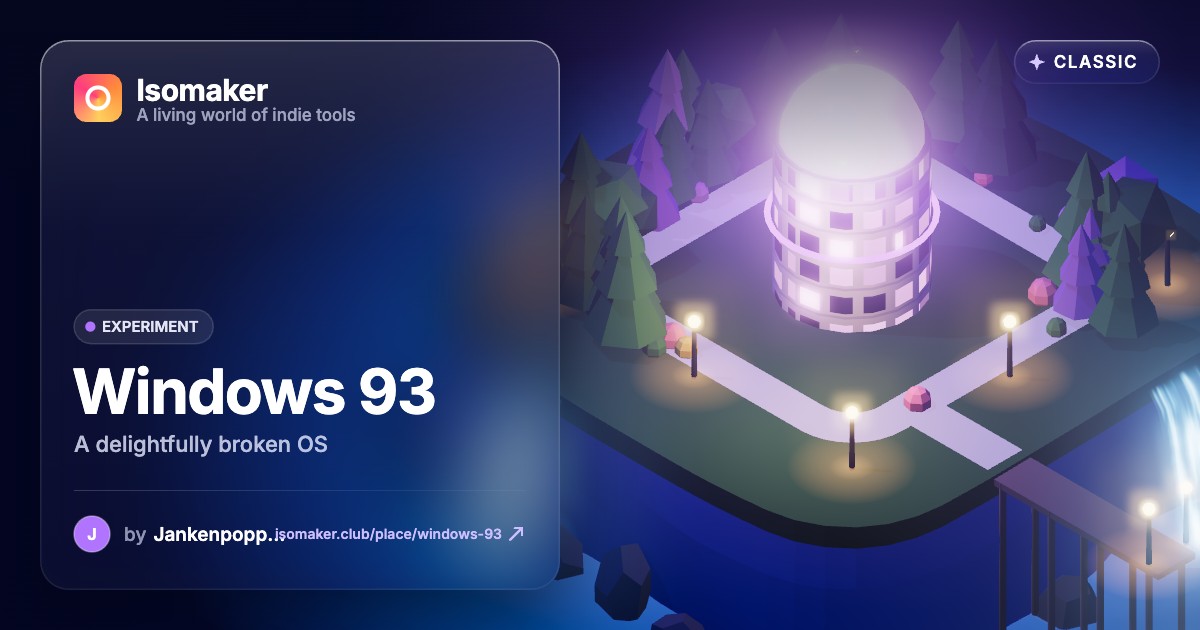 Isomaker
A living world of indie tools
CLASSIC
EXPERIMENT
Windows 93
A delightfully broken OS
J
by Jankenpopp...
isomaker.club/place/windows-93 ↗